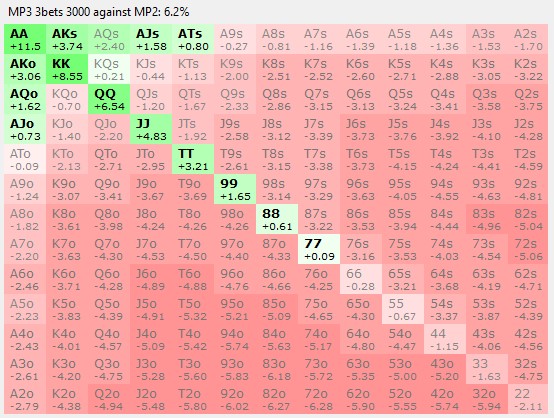 MP3 3bets 3000 against MP2: 6.2%
AA AKs AQs AJs ATs A9s A8s A7s A6s A5s A4s A3s A2s
+11.5 +3.74 +2.40 +1.58 +0.80 -0.27 -0.81 -1.16 -1.39 -1.18 -1.36 -1.53 -1.70
AKo KK KQs KJs KTs K9s K8s K7s K6s K5s K4s K3s K2s
+3.06 +8.55 +0.21 -0.44 -1.13 -2.00 -2.51 -2.52 -2.60 -2.71 -2.88 -3.05 -3.22
AQo KQo QQ QJs QTs Q9s Q8s Q7s Q6s Q5s Q4s Q3s Q2s
+1.62 -0.70 +6.54 -1.20 -1.67 -2.33 -2.86 -3.15 -3.13 -3.24 -3.41 -3.58 -3.75
AJo KJo QJo JJ JTs J9s J8s J7s J6s J5s J4s J3s J2s
+0.73 -1.40 -2.20 +4.83 -1.92 -2.58 -3.12 -3.39 -3.73 -3.76 -3.92 -4.10 -4.28
ATo KTo QTo JTo TT T9s T8s T7s T6s T5s T4s T3s T2s
-0.09 -2.13 -2.71 -2.95 +3.21 -2.61 -3.15 -3.38 -3.73 -4.15 -4.24 -4.41 -4.59
A9o K9o Q9o J9o T9o 99 98s 97s 96s 95s 94s 93s 92s
-1.24 -3.07 -3.41 -3.67 -3.69 +1.65 -3.14 -3.29 -3.63 -4.05 -4.55 -4.63 -4.81
A8o K8o Q8o J8o T8o 98o 88 87s 86s 85s 84s 83s 82s
-1.82 -3.61 -3.98 -4.24 -4.26 -4.26 +0.61 -3.22 -3.53 -3.94 -4.44 -4.96 -5.04
A7o K7o Q7o J7o T7o 97o 87o 77 76s 75s 74s 73s 72s
-2.20 -3.63 -4.30 -4.53 -4.50 -4.40 -4.33 +0.09 -3.16 -3.53 -4.03 -4.54 -5.06
A6o K6o Q6o J6o T6o 96o 86o 76o 66 65s 64s 63s 62s
-2.46 -3.71 -4.28 -4.89 -4.88 -4.76 -4.66 -4.25 -0.28 -3.21 -3.68 -4.19 -4.71
A5o K5o Q5o J5o T5o 95o 85o 75o 65o 55 54s 53s 52s
-2.23 -3.83 -4.39 -4.91 -5.32 -5.21 -5.09 -4.65 -4.30 -0.67 -3.37 -3.87 -4.39
A4o K4o Q4o J4o T4o 94o 84o 74o 64o 54o 44 43s 42s
-2.43 -4.01 -4.57 -5.09 -5.42 -5.74 -5.63 -5.17 -4.80 -4.47 -1.15 -4.06 -4.56
A3o K3o Q3o J3o T3o 93o 83o 73o 63o 53o 43o 33 32s
-2.61 -4.20 -4.75 -5.28 -5.60 -5.83 -6.18 -5.72 -5.35 -5.00 -5.20 -1.63 -4.75
A2o K2o Q2o J2o T2o 92o 82o 72o 62o 52o 42o 32o 22
-2.79 -4.38 -4.94 -5.48 -5.80 -6.02 -6.27 -6.28 -5.90 -5.55 -5.74 -5.94 -2.11